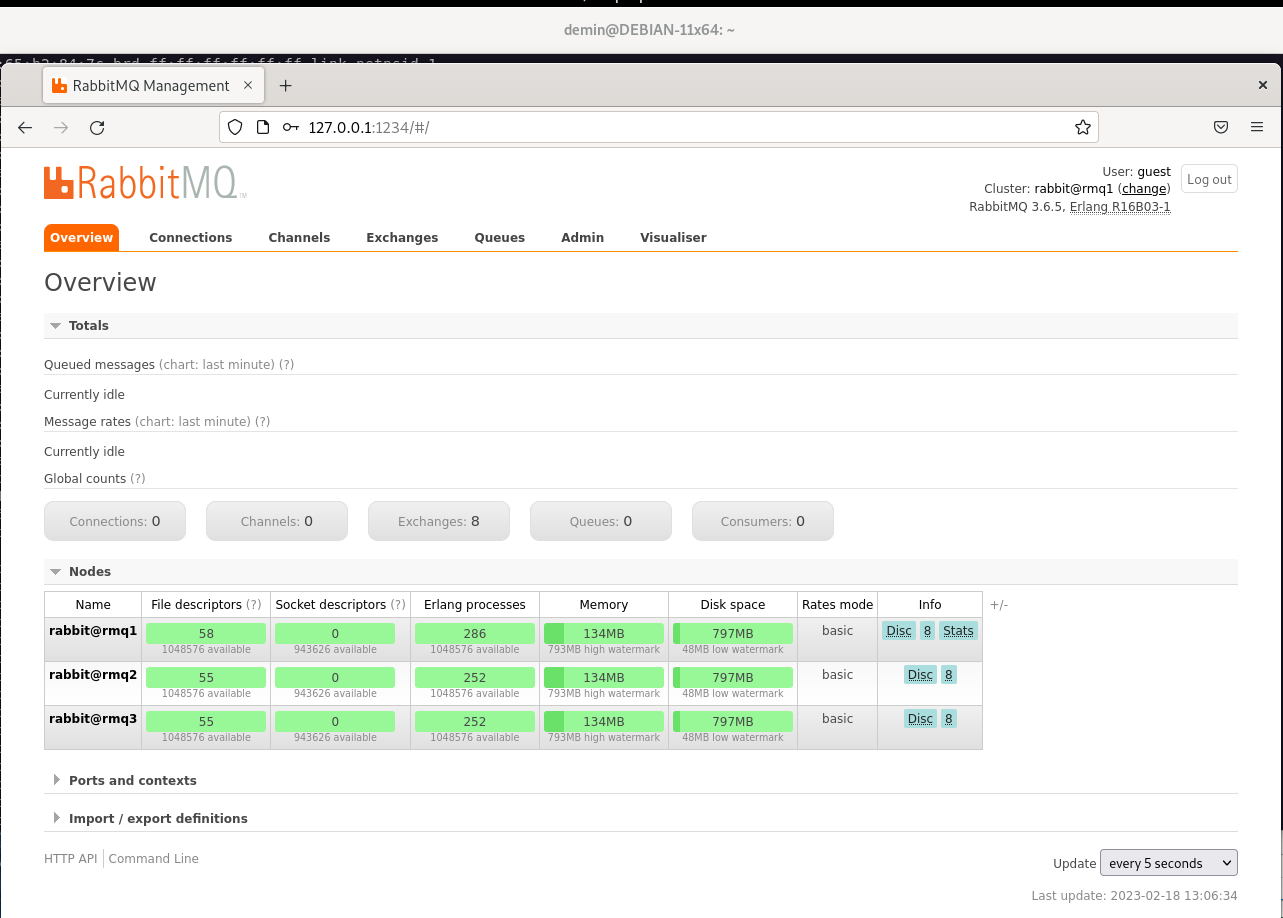 demin@DEBIAN-11x64: ~
RabbitMQ Management
127.0.0.1:1234/#/
RabbitMQ™
User: guest
Cluster: rabbit@rmq1 (change)
RabbitMQ 3.6.5, Erlang R16B03-1
Log out
Overview Connections Channels Exchanges Queues Admin Visualiser
Overview
Totals
Queued messages (chart: last minute) (?)
Currently idle
Message rates (chart: last minute) (?)
Currently idle
Global counts (?)
Connections: 0 Channels: 0 Exchanges: 8 Queues: 0 Consumers: 0
Nodes
Name File descriptors (?) Socket descriptors (?) Erlang processes Memory Disk space Rates mode Info +/-
rabbit@rmq1 58 0 286 134MB 797MB basic Disc 8 Stats
1048576 available 943626 available 1048576 available 793MB high watermark 48MB low watermark
rabbit@rmq2 55 0 252 134MB 797MB basic Disc 8
1048576 available 943626 available 1048576 available 793MB high watermark 48MB low watermark
rabbit@rmq3 55 0 252 134MB 797MB basic Disc 8
1048576 available 943626 available 1048576 available 793MB high watermark 48MB low watermark
Ports and contexts
Import / export definitions
HTTP API Command Line
Update every 5 seconds
Last update: 2023-02-18 13:06:34